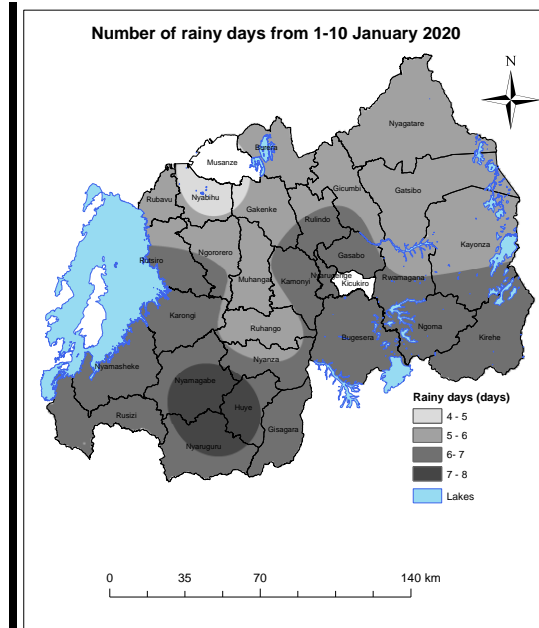 Number of rainy days from 1-10 January 2020
N
Nyagatare
Burera
Musanze
Gicumbi
Gatsibo
Nyabihu
Rubavu
Gakenke
Rulindo
Kayonza
Rutsiro
Ngororero
Gasabo
Muhanga
Kamonyi
Nyarugenge
Rwamagana
Kicukiro
Karongi
Ruhango
Bugesera
Ngoma
Kirehe
Nyanza
Nyamasheke
Nyamagabe
Rusizi
Huye
Gisagara
Nyaruguru
Rainy days (days)
4 - 5
5 - 6
6- 7
7 - 8
Lakes
0 35 70 140 km